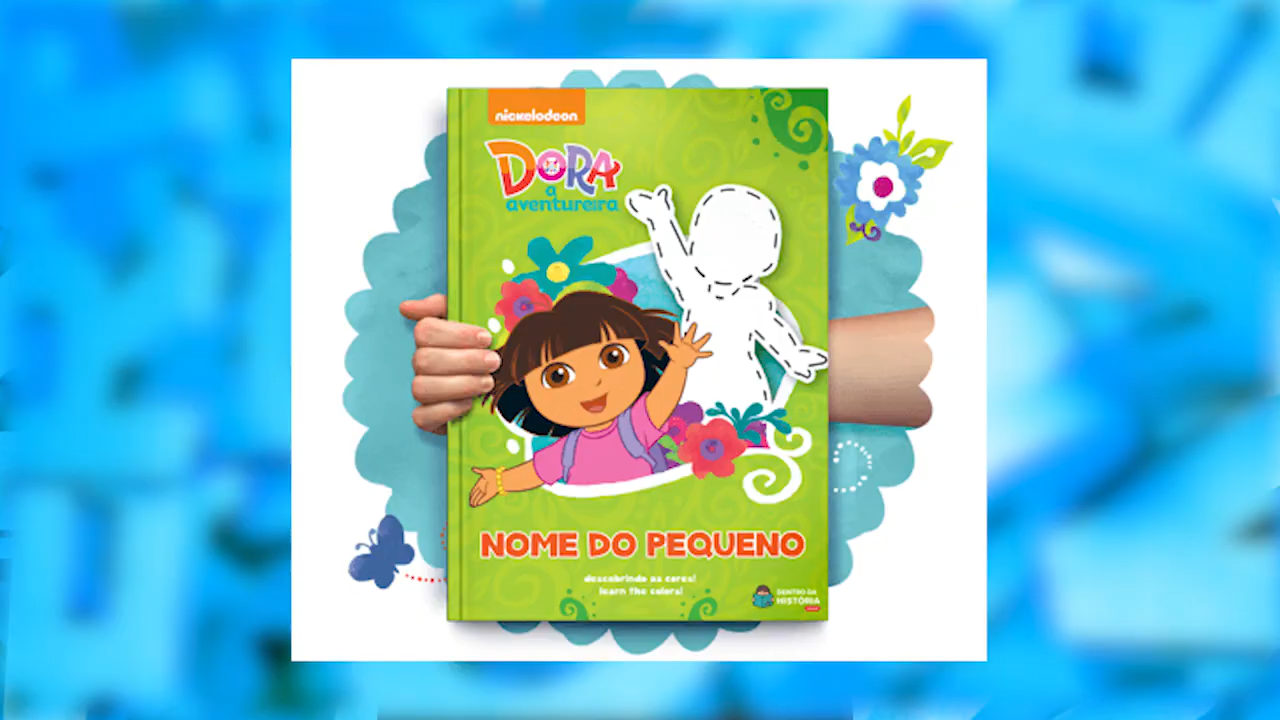 nickelodeon
DORA
a
aventureira
NOME DO PEQUENO
descobrindo as cores!
learn the colors!
DENTRO DA
HISTÓRIA